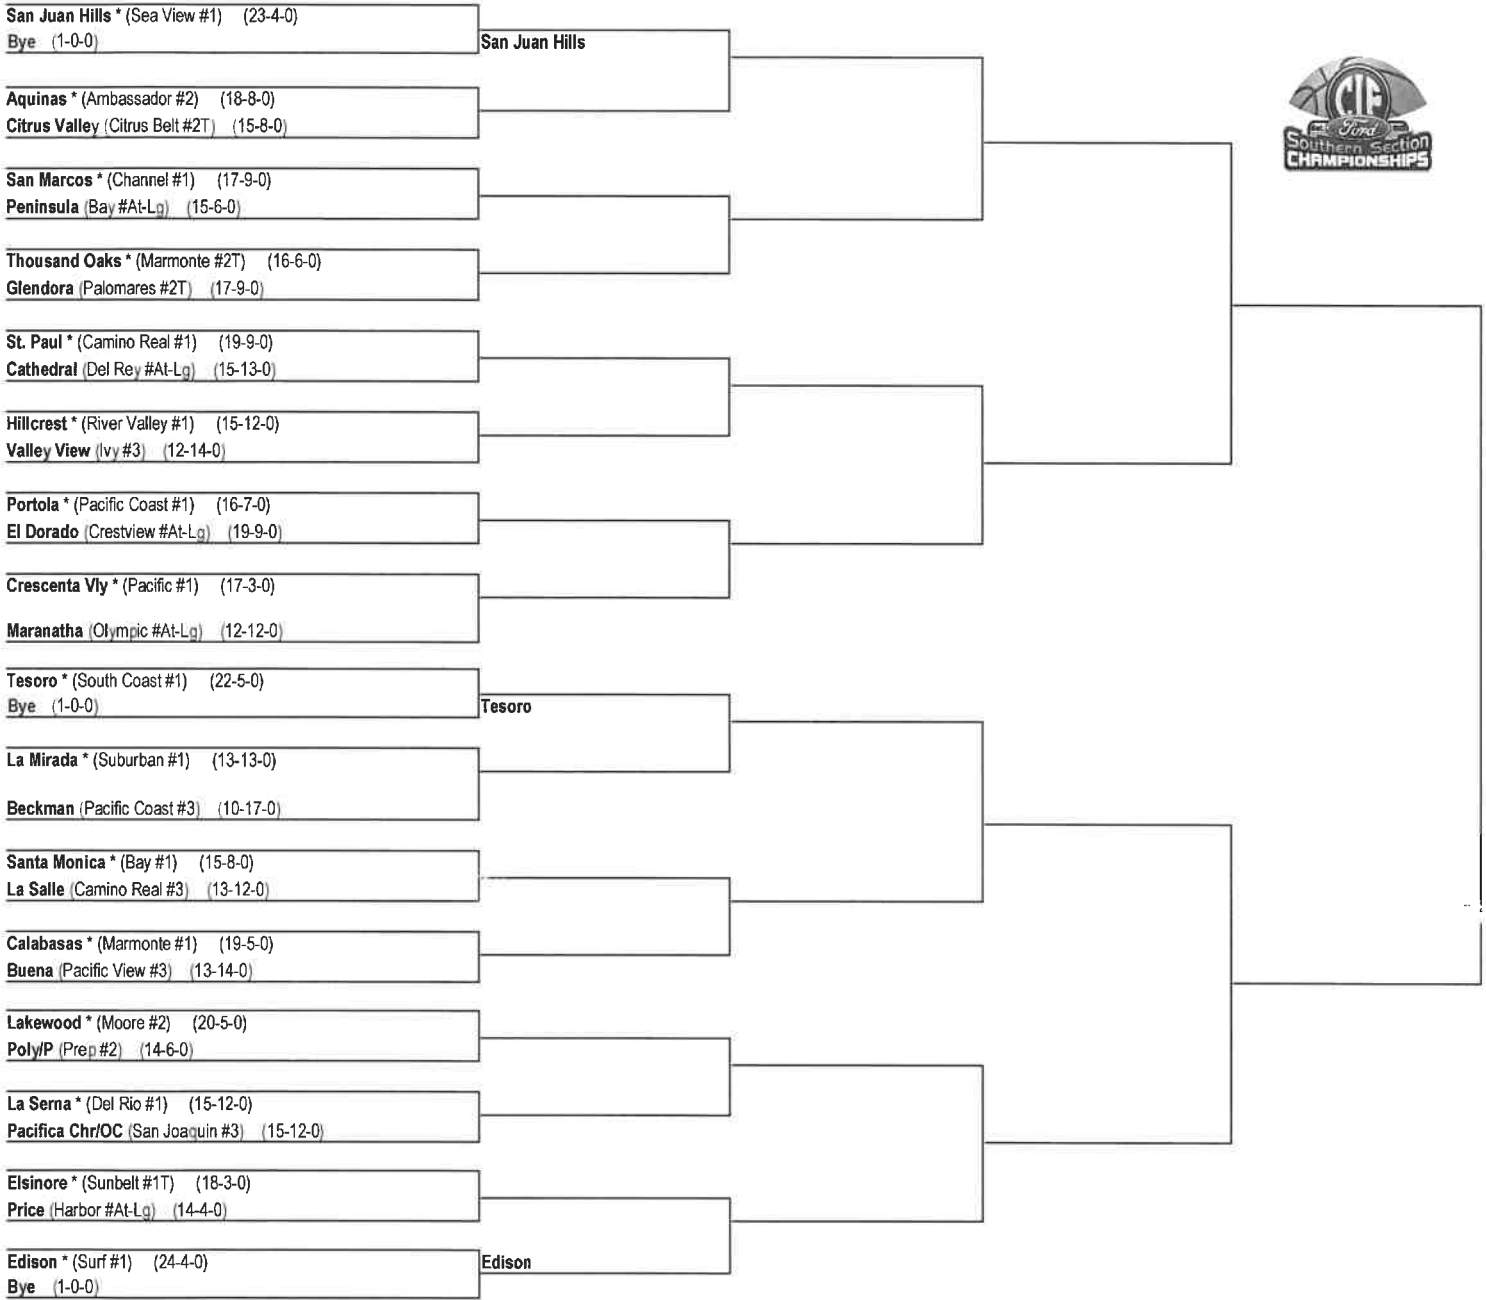 San Juan Hills * (Sea View #1) (23-4-0)
Bye (1-0-0)
San Juan Hills
Aquinas * (Ambassador #2) (18-8-0)
Citrus Valley (Citrus Belt #2T) (15-8-0)
San Marcos * (Channel #1) (17-9-0)
Peninsula (Bay #At-Lg) (15-6-0)
Thousand Oaks * (Marmonte #2T) (16-6-0)
Glendora (Palomares #2T) (17-9-0)
St. Paul * (Camino Real #1) (19-9-0)
Cathedral (Del Rey #At-Lg) (15-13-0)
Hillcrest * (River Valley #1) (15-12-0)
Valley View (Ivy #3) (12-14-0)
Portola * (Pacific Coast #1) (16-7-0)
El Dorado (Crestview #At-Lg) (19-9-0)
Crescenta Vly * (Pacific #1) (17-3-0)
Maranatha (Olympic #At-Lg) (12-12-0)
Tesoro * (South Coast #1) (22-5-0)
Bye (1-0-0)
Tesoro
La Mirada * (Suburban #1) (13-13-0)
Beckman (Pacific Coast #3) (10-17-0)
Santa Monica * (Bay #1) (15-8-0)
La Salle (Camino Real #3) (13-12-0)
Calabasas * (Marmonte #1) (19-5-0)
Buena (Pacific View #3) (13-14-0)
Lakewood * (Moore #2) (20-5-0)
Poly/P (Prep #2) (14-6-0)
La Serna * (Del Rio #1) (15-12-0)
Pacifica Chr/OC (San Joaquin #3) (15-12-0)
Elsinore * (Sunbelt #1T) (18-3-0)
Price (Harbor #At-Lg) (14-4-0)
Edison * (Surf #1) (24-4-0)
Bye (1-0-0)
Edison
CIF
Ford
Southern Section
CHAMPIONSHIPS